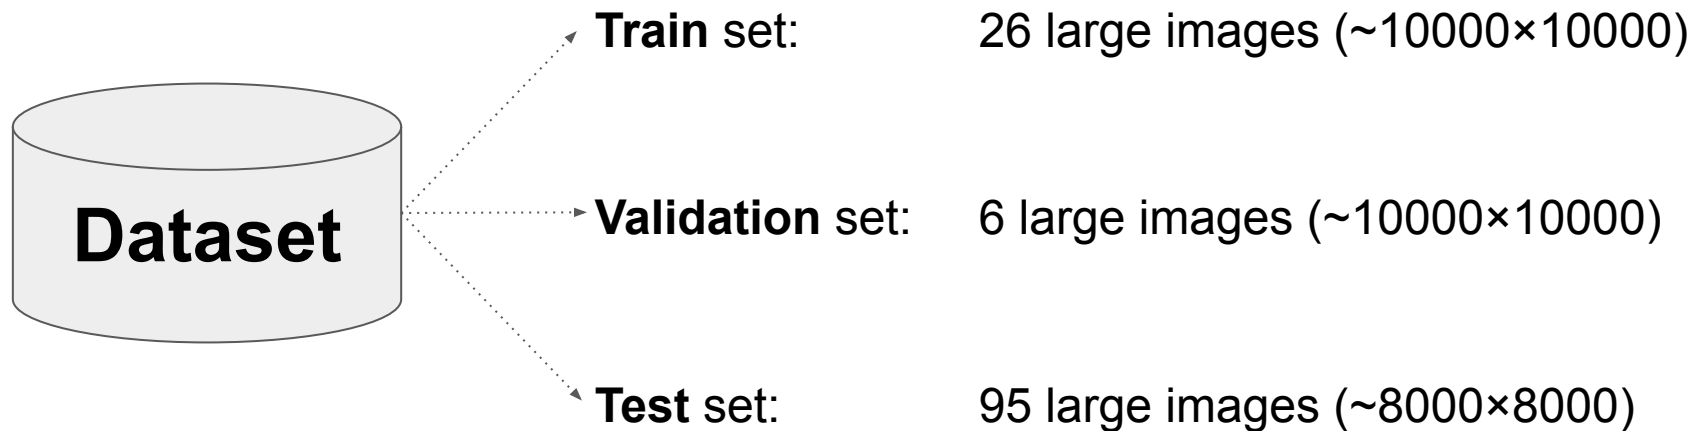 Dataset
Train set: 26 large images (~10000×10000)
Validation set: 6 large images (~10000×10000)
Test set: 95 large images (~8000×8000)